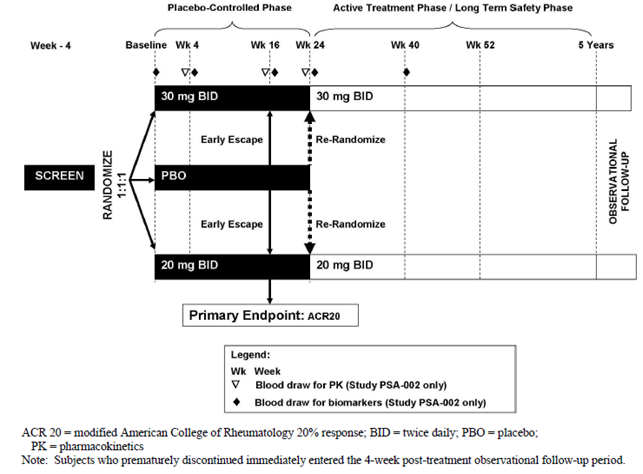 Placebo-Controlled Phase
Active Treatment Phase / Long Term Safety Phase
Week - 4
Baseline
Wk 4
Wk 16
Wk 24
Wk 40
Wk 52
5 Years
30 mg BID
30 mg BID
Early Escape
Re-Randomize
SCREEN
RANDOMIZE
1:1:1
PBO
OBSERVATIONAL
FOLLOW-UP
Early Escape
Re-Randomize
20 mg BID
20 mg BID
Primary Endpoint: ACR20
Legend:
Wk Week
▽ Blood draw for PK (Study PSA-002 only)
♦ Blood draw for biomarkers (Study PSA-002 only)
ACR 20 = modified American College of Rheumatology 20% response; BID = twice daily; PBO = placebo;
PK = pharmacokinetics
Note: Subjects who prematurely discontinued immediately entered the 4-week post-treatment observational follow-up period.